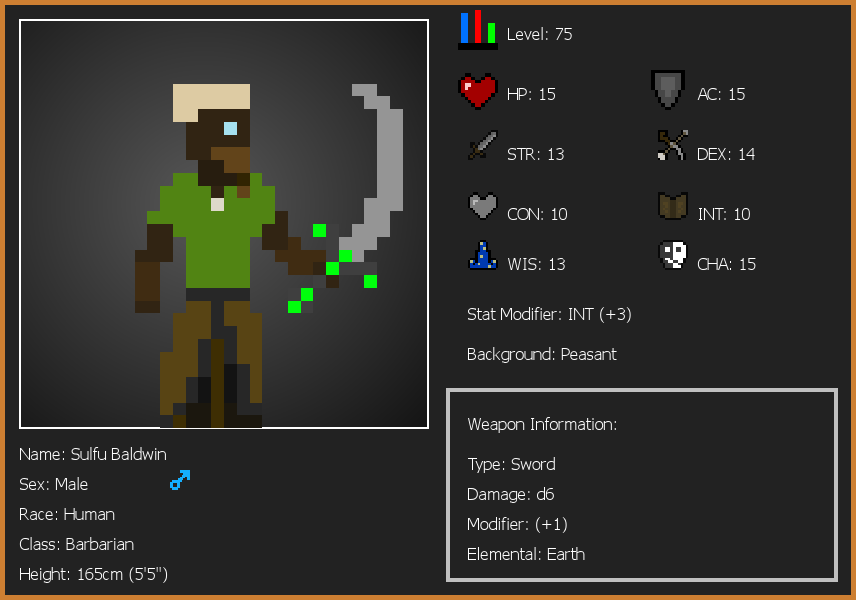 Level: 75
HP: 15
AC: 15
STR: 13
DEX: 14
CON: 10
INT: 10
WIS: 13
CHA: 15
Stat Modifier: INT (+3)
Background: Peasant
Weapon Information:
Type: Sword
Damage: d6
Modifier: (+1)
Elemental: Earth
Name: Sulfu Baldwin
Sex: Male
Race: Human
Class: Barbarian
Height: 165cm (5'5")